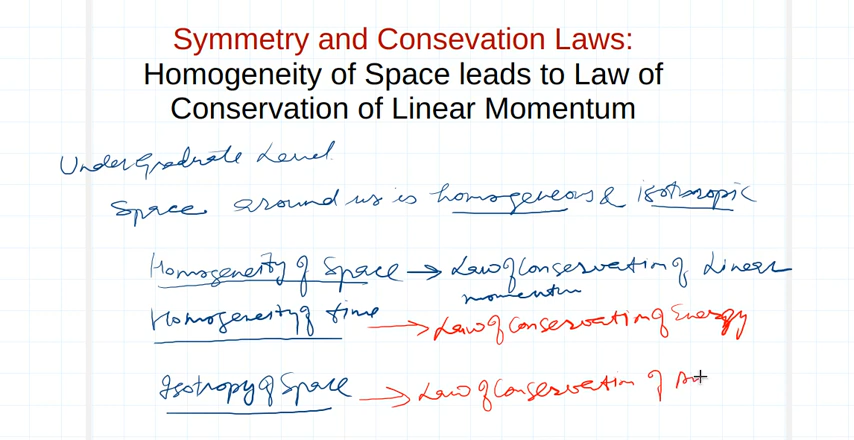 Symmetry and Consevation Laws:
Homogeneity of Space leads to Law of
Conservation of Linear Momentum
UnderGraduate Level.
Space around us is homogeneous & isotropic
Homogeneity of Space → Law of Conservation of Linear
momentum
Homogeneity of time → Law of Conservation of Energy
Isotropy of Space → Law of Conservation of